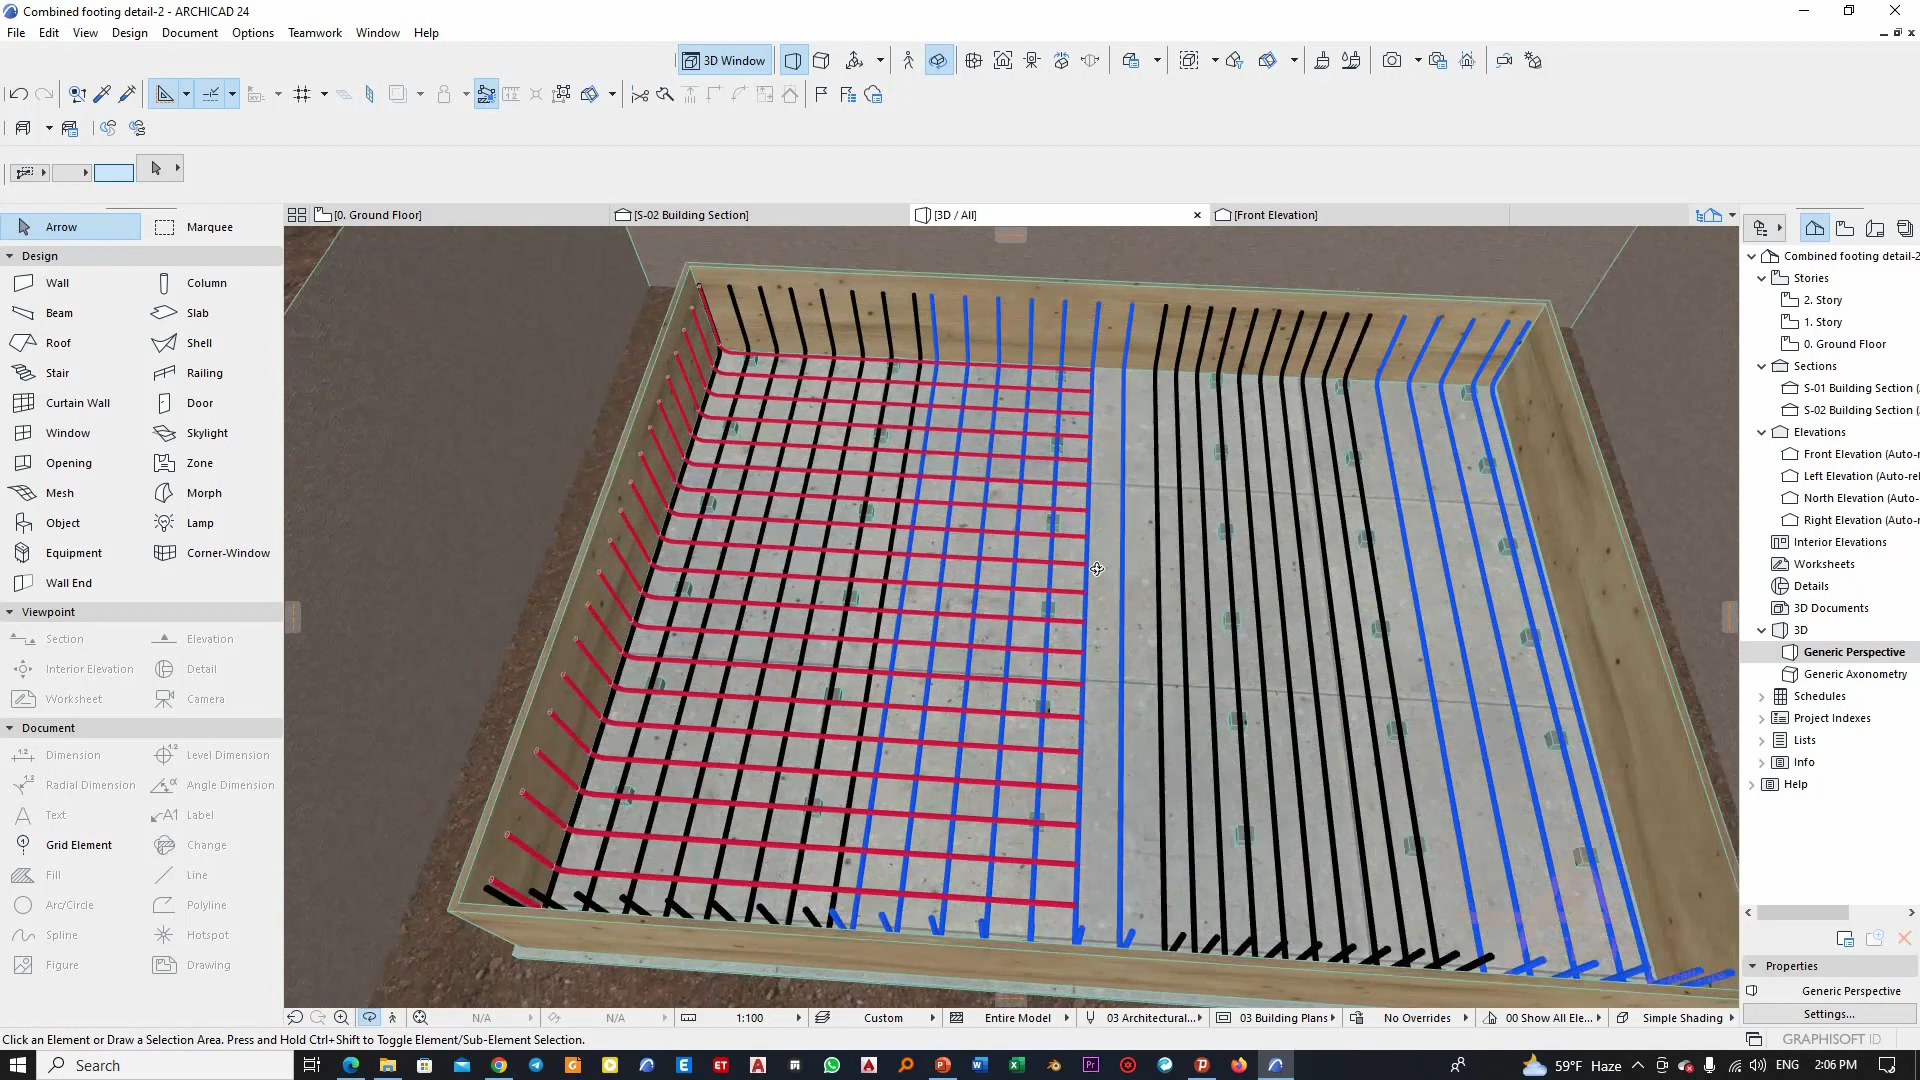 Combined footing detail-2 - ARCHICAD 24
File Edit View Design Document Options Teamwork Window Help
3D Window
[0. Ground Floor]
[S-02 Building Section]
[3D / All]
[Front Elevation]
Arrow Marquee
Design
Wall Column
Beam Slab
Roof Shell
Stair Railing
Curtain Wall Door
Window Skylight
Opening Zone
Mesh Morph
Object Lamp
Equipment Corner-Window
Wall End
Viewpoint
Section Elevation
Interior Elevation Detail
Worksheet Camera
Document
Dimension Level Dimension
Radial Dimension Angle Dimension
Text Label
Grid Element Change
Fill Line
Arc/Circle Polyline
Spline Hotspot
Figure Drawing
Combined footing detail-2
Stories
2. Story
1. Story
0. Ground Floor
Sections
S-01 Building Section (
S-02 Building Section (
Elevations
Front Elevation (Auto-r
Left Elevation (Auto-rel
North Elevation (Auto-
Right Elevation (Auto-r
Interior Elevations
Worksheets
Details
3D Documents
3D
Generic Perspective
Generic Axonometry
Schedules
Project Indexes
Lists
Info
Help
Properties
Generic Perspective
Settings...
N/A N/A 1:100 Custom Entire Model 03 Architectural... 03 Building Plans No Overrides 00 Show All Ele... Simple Shading
Click an Element or Draw a Selection Area. Press and Hold Ctrl+Shift to Toggle Element/Sub-Element Selection.
GRAPHISOFT ID
Search
59°F Haze ENG 2:06 PM